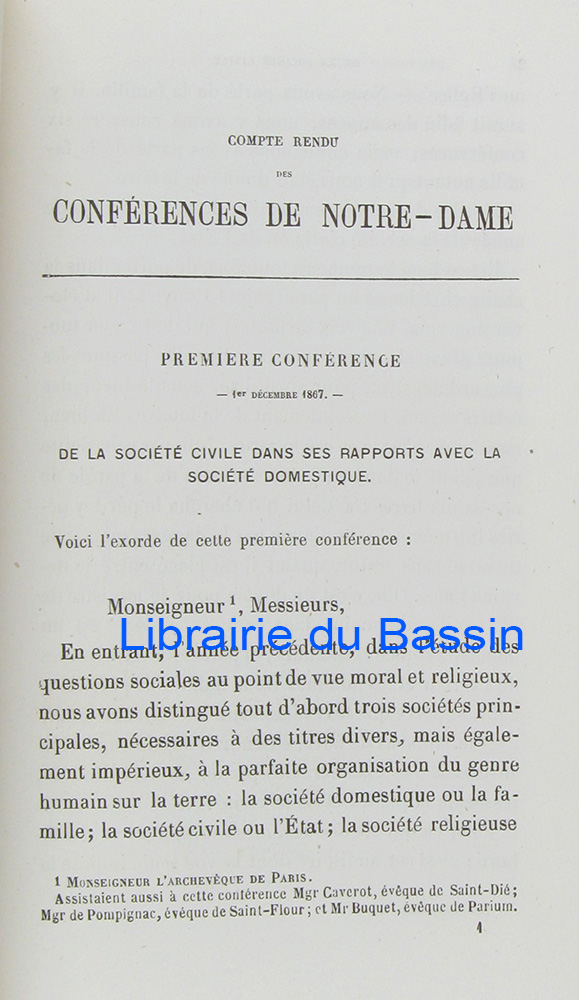 COMPTE RENDU
DES
CONFÉRENCES DE NOTRE-DAME
PREMIERE CONFÉRENCE
— 1er DÉCEMBRE 1867. —
DE LA SOCIÉTÉ CIVILE DANS SES RAPPORTS AVEC LA
SOCIÉTÉ DOMESTIQUE.
Voici l'exorde de cette première conférence :
Monseigneur 1, Messieurs,
Librairie du Bassin
En entrant, l'année précédente, dans l'étude des
questions sociales au point de vue moral et religieux,
nous avons distingué tout d'abord trois sociétés prin-
cipales, nécessaires à des titres divers, mais égale-
ment impérieux, à la parfaite organisation du genre
humain sur la terre : la société domestique ou la fa-
mille; la société civile ou l'État; la société religieuse
1 MONSEIGNEUR L'ARCHEVÊQUE DE PARIS.
Assistaient aussi à cette conférence Mgr Caverot, évêque de Saint-Dié;
Mgr de Pompignac, évêque de Saint-Flour; et Mr Buquet, évêque de Parium.
1